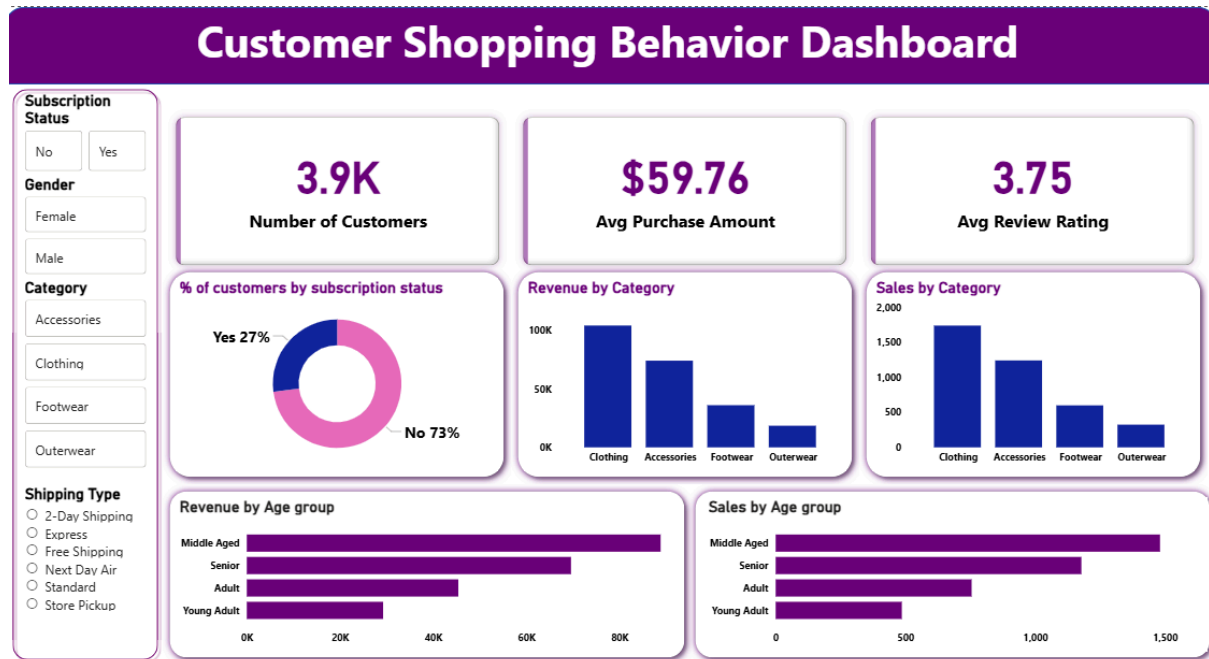 Customer Shopping Behavior Dashboard
Subscription
Status
No
Yes
Gender
Female
Male
Category
Accessories
Clothing
Footwear
Outerwear
Shipping Type
2-Day Shipping
Express
Free Shipping
Next Day Air
Standard
Store Pickup
3.9K
Number of Customers
$59.76
Avg Purchase Amount
3.75
Avg Review Rating
% of customers by subscription status
Yes 27%
No 73%
Revenue by Category
100K
50K
0K
Clothing
Accessories
Footwear
Outerwear
Sales by Category
2,000
1,500
1,000
500
0
Clothing
Accessories
Footwear
Outerwear
Revenue by Age group
Middle Aged
Senior
Adult
Young Adult
0K
20K
40K
60K
80K
Sales by Age group
Middle Aged
Senior
Adult
Young Adult
0
500
1,000
1,500